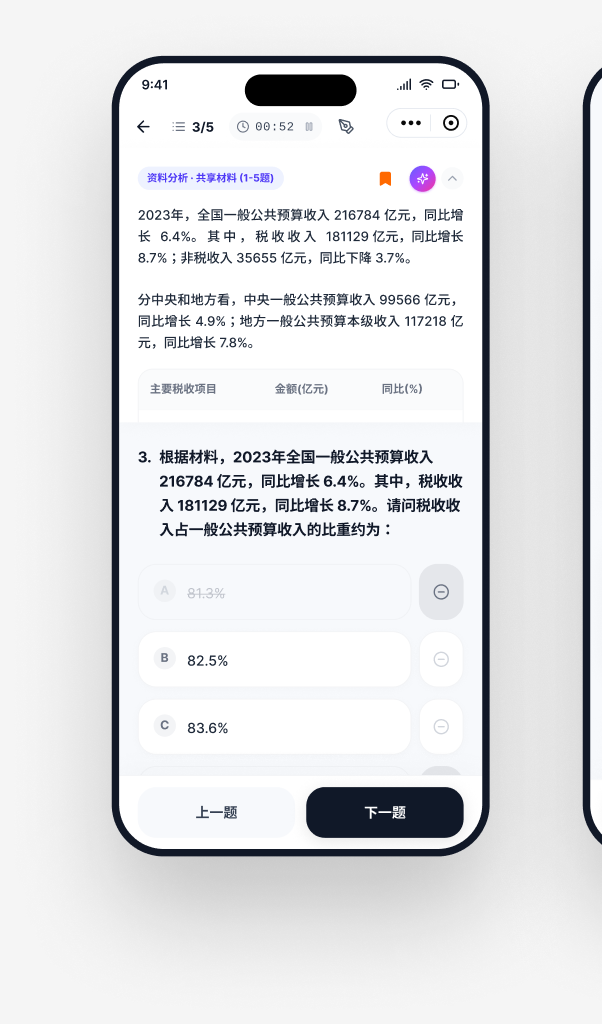 9:41
3/5
00:52
资料分析 · 共享材料 (1-5题)
2023年，全国一般公共预算收入 216784 亿元，同比增
长 6.4%。其中，税收收入 181129 亿元，同比增长
8.7%；非税收入 35655 亿元，同比下降 3.7%。
分中央和地方看，中央一般公共预算收入 99566 亿元，
同比增长 4.9%；地方一般公共预算本级收入 117218 亿
元，同比增长 7.8%。
主要税收项目 金额(亿元) 同比(%)
3. 根据材料，2023年全国一般公共预算收入
216784 亿元，同比增长 6.4%。其中，税收收
入 181129 亿元，同比增长 8.7%。请问税收收
入占一般公共预算收入的比重约为：
A 81.3%
B 82.5%
C 83.6%
上一题 下一题